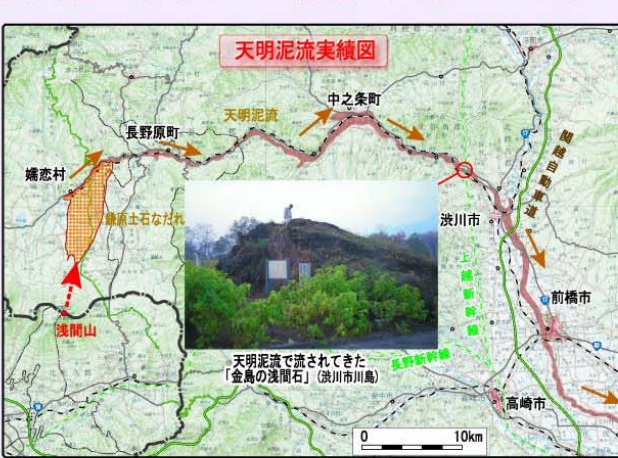 天明泥流実績図
中之条町
天明泥流
長野原町
嬬恋村
鎌原土石なだれ
関越自動車道
渋川市
上越新幹線
前橋市
浅間山
天明泥流で流されてきた
「金島の浅間石」(渋川市川島)
長野新幹線
高崎市
0 10km